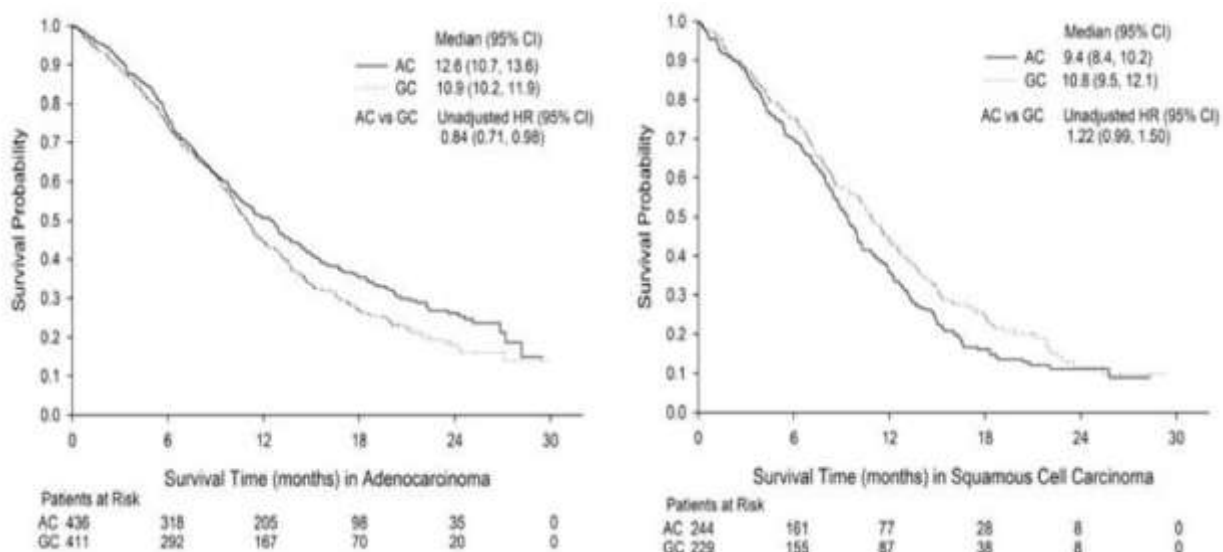 Median (95% CI)
AC 12.6 (10.7, 13.6)
GC 10.9 (10.2, 11.9)
AC vs GC Unadjusted HR (95% CI)
0.84 (0.71, 0.98)
Survival Probability
1.0
0.9
0.8
0.7
0.6
0.5
0.4
0.3
0.2
0.1
0.0
0 6 12 18 24 30
Survival Time (months) in Adenocarcinoma
Patients at Risk
AC 436 318 205 98 35 0
GC 411 292 167 70 20 0
Median (95% CI)
AC 9.4 (8.4, 10.2)
GC 10.8 (9.5, 12.1)
AC vs GC Unadjusted HR (95% CI)
1.22 (0.99, 1.50)
Survival Probability
1.0
0.9
0.8
0.7
0.6
0.5
0.4
0.3
0.2
0.1
0.0
0 6 12 18 24 30
Survival Time (months) in Squamous Cell Carcinoma
Patients at Risk
AC 244 161 77 28 8 0
GC 229 155 87 38 8 0